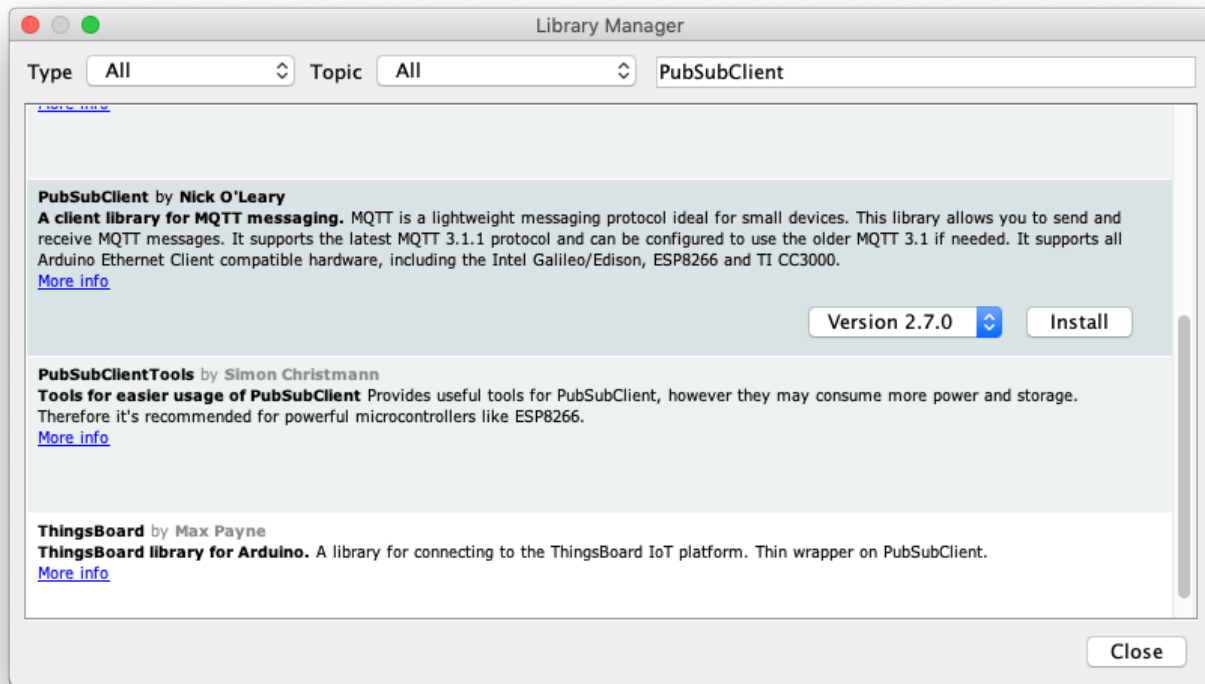 Library Manager
Type All Topic All PubSubClient
More info
PubSubClient by Nick O'Leary
A client library for MQTT messaging. MQTT is a lightweight messaging protocol ideal for small devices. This library allows you to send and
receive MQTT messages. It supports the latest MQTT 3.1.1 protocol and can be configured to use the older MQTT 3.1 if needed. It supports all
Arduino Ethernet Client compatible hardware, including the Intel Galileo/Edison, ESP8266 and TI CC3000.
More info
Version 2.7.0 Install
PubSubClientTools by Simon Christmann
Tools for easier usage of PubSubClient Provides useful tools for PubSubClient, however they may consume more power and storage.
Therefore it's recommended for powerful microcontrollers like ESP8266.
More info
ThingsBoard by Max Payne
ThingsBoard library for Arduino. A library for connecting to the ThingsBoard IoT platform. Thin wrapper on PubSubClient.
More info
Close